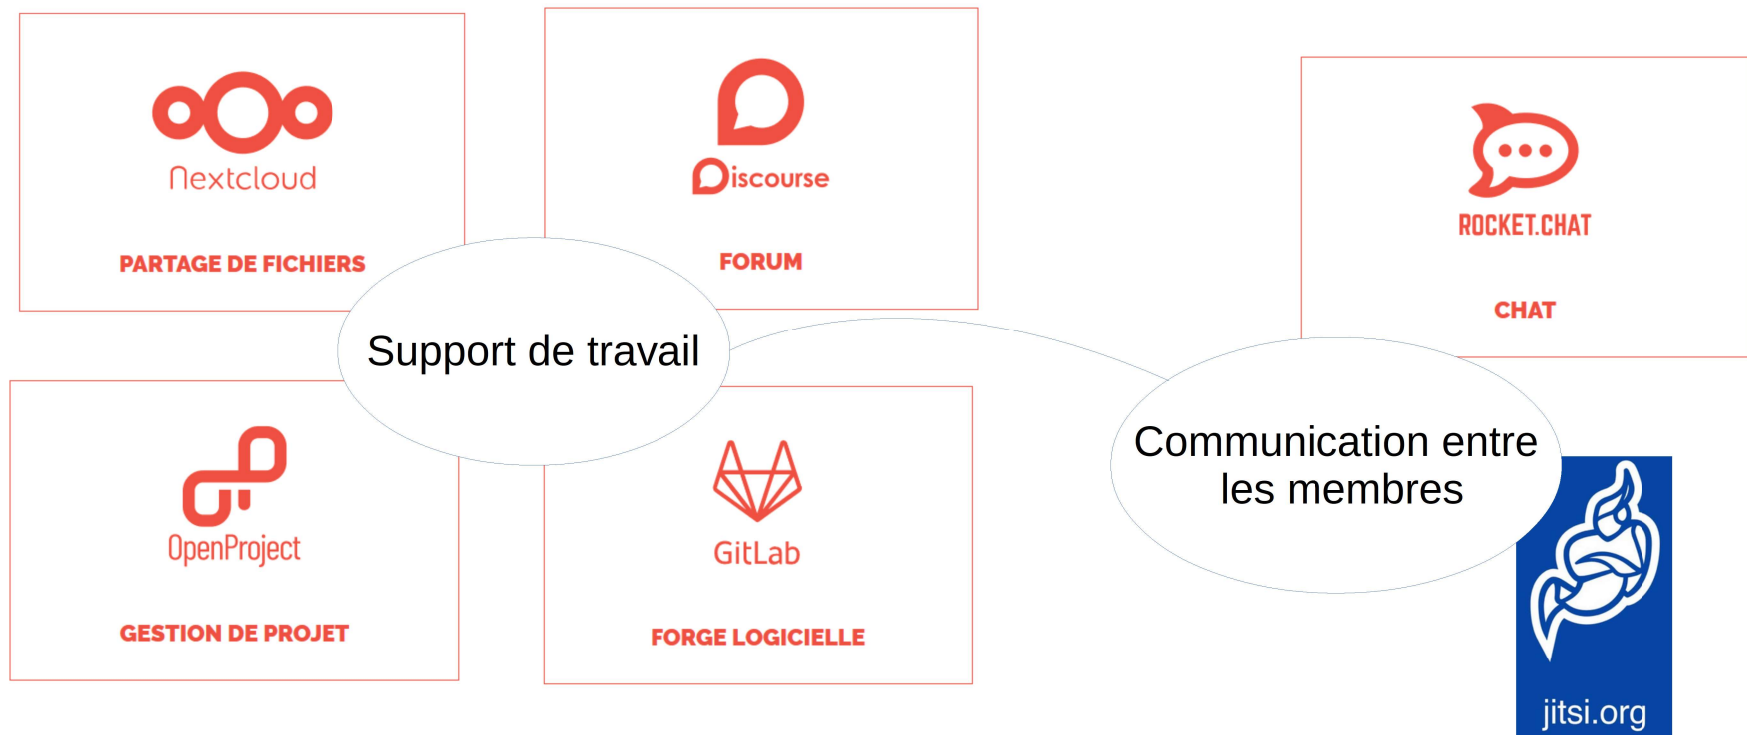 Nextcloud
PARTAGE DE FICHIERS
Discourse
FORUM
ROCKET.CHAT
CHAT
Support de travail
Communication entre
les membres
OpenProject
GESTION DE PROJET
GitLab
FORGE LOGICIELLE
jitsi.org